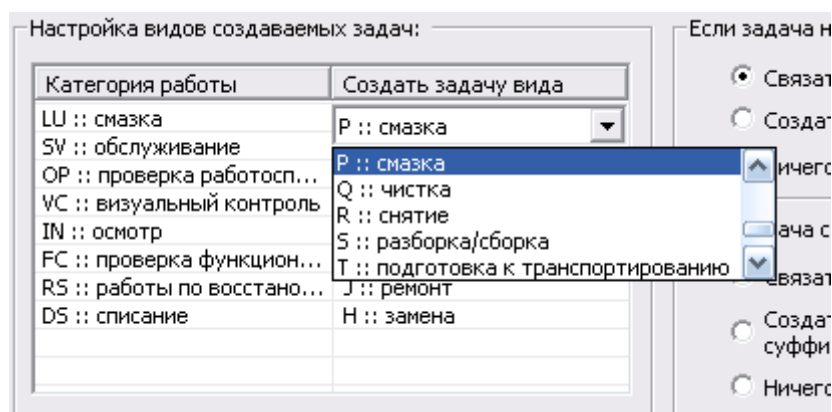 Настройка видов создаваемых задач:
Категория работы Создать задачу вида
LU :: смазка P :: смазка
SV :: обслуживание
OP :: проверка работосп... P :: смазка
VC :: визуальный контроль Q :: чистка
IN :: осмотр R :: снятие
FC :: проверка функцион... S :: разборка/сборка
T :: подготовка к транспортированию
RS :: работы по восстано... J :: ремонт
DS :: списание H :: замена
Если задача н
Связат
Создат
ичего
ача с
Связат
Создат
суффи
Ничего